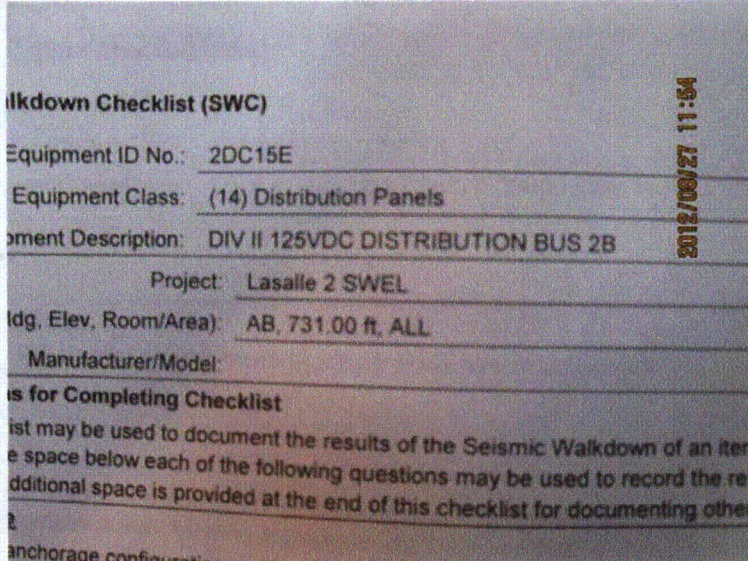 lkdown Checklist (SWC)
Equipment ID No.: 2DC15E
Equipment Class: (14) Distribution Panels
pment Description: DIV II 125VDC DISTRIBUTION BUS 2B
Project: Lasalle 2 SWEL
ldg, Elev, Room/Area): AB, 731.00 ft, ALL
Manufacturer/Model:
s for Completing Checklist
ist may be used to document the results of the Seismic Walkdown of an iter
e space below each of the following questions may be used to record the re
dditional space is provided at the end of this checklist for documenting othe
anchorage configurati
2012/08/27 11:54